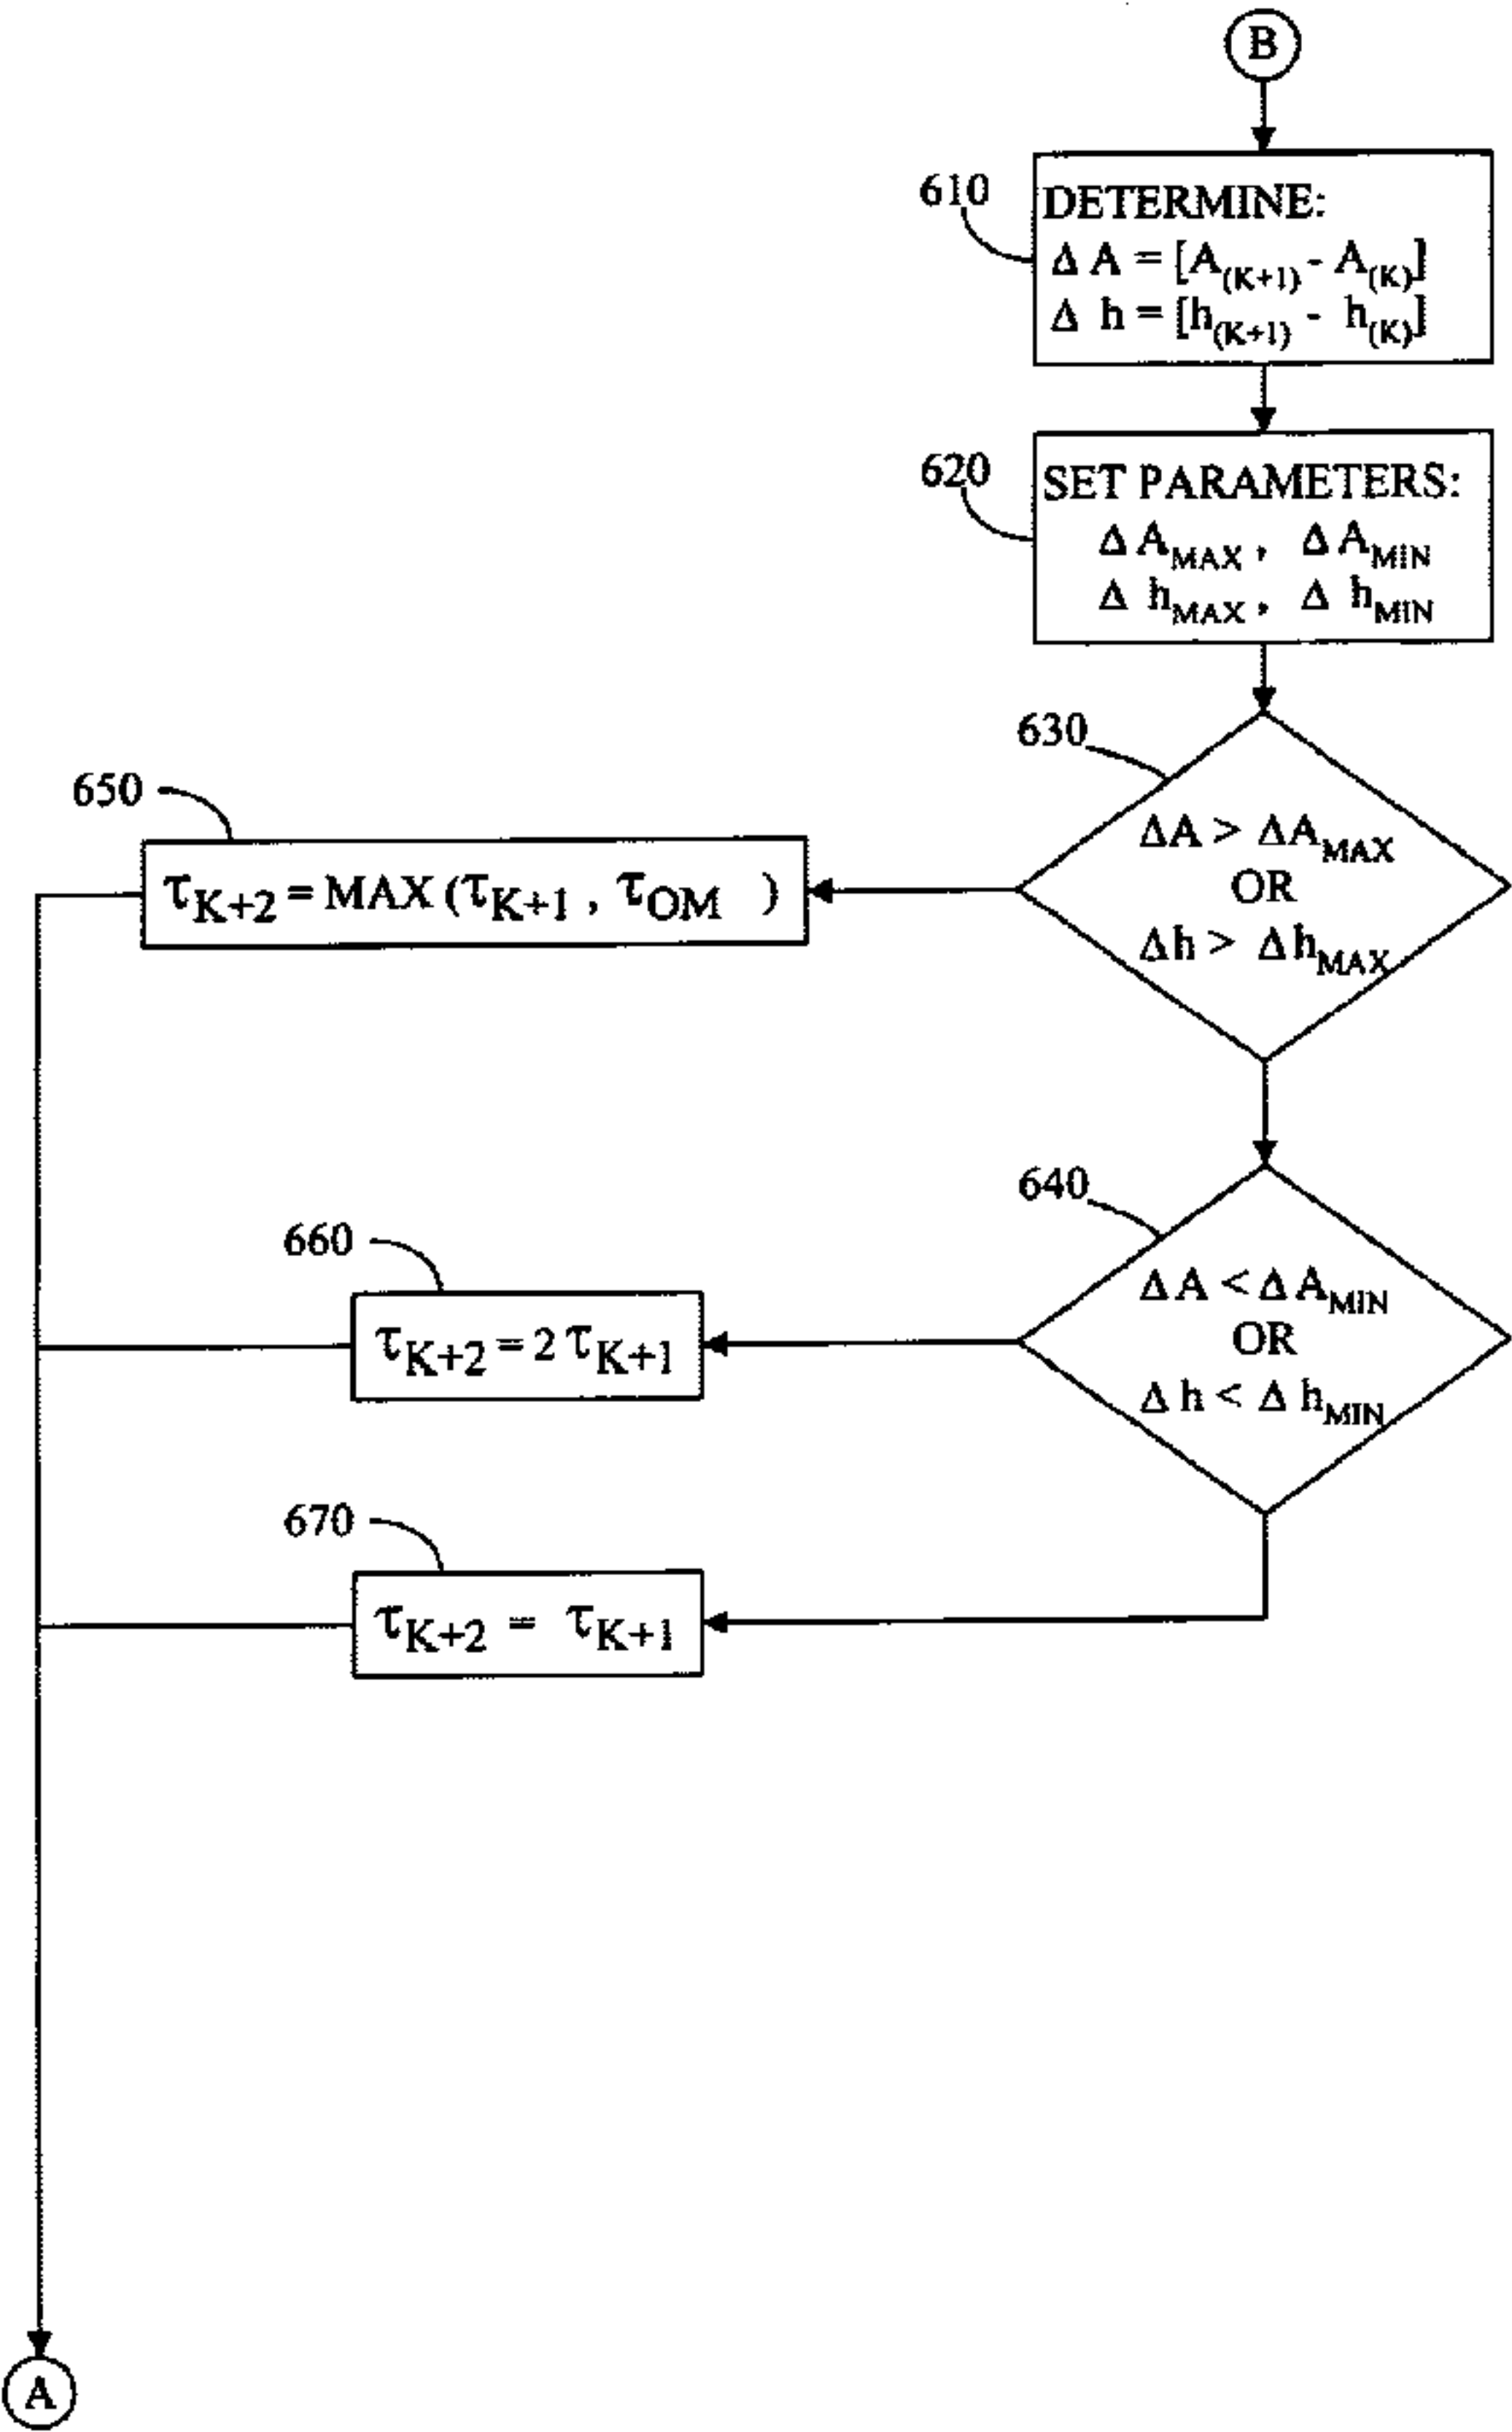 B
610
DETERMINE:
Δ A = [A(K+1) - A(K)]
Δ h = [h(K+1) - h(K)]
620
SET PARAMETERS:
Δ AMAX , Δ AMIN
Δ hMAX , Δ hMIN
630
ΔA > ΔAMAX
OR
Δh > ΔhMAX
650
τK+2 = MAX (τK+1 , τOM )
640
Δ A < Δ AMIN
OR
Δ h < Δ hMIN
660
τK+2 = 2 τK+1
670
τK+2 = τK+1
A